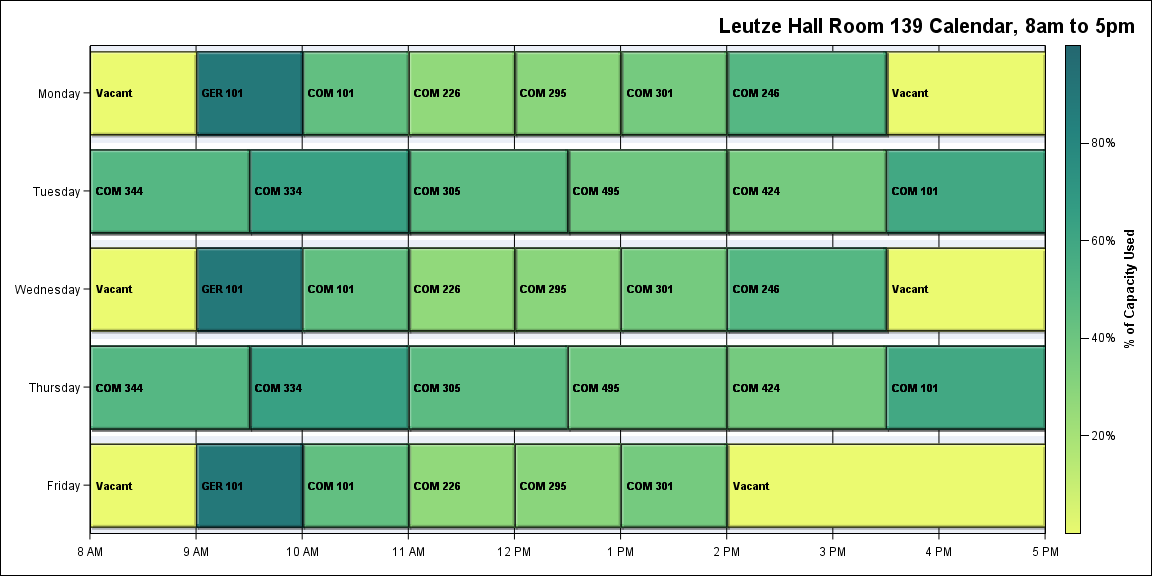 Leutze Hall Room 139 Calendar, 8am to 5pm
Monday
Vacant
GER 101
COM 101
COM 226
COM 295
COM 301
COM 246
Vacant
Tuesday
COM 344
COM 334
COM 305
COM 495
COM 424
COM 101
Wednesday
Vacant
GER 101
COM 101
COM 226
COM 295
COM 301
COM 246
Vacant
Thursday
COM 344
COM 334
COM 305
COM 495
COM 424
COM 101
Friday
Vacant
GER 101
COM 101
COM 226
COM 295
COM 301
Vacant
8 AM
9 AM
10 AM
11 AM
12 PM
1 PM
2 PM
3 PM
4 PM
5 PM
80%
60%
40%
20%
% of Capacity Used